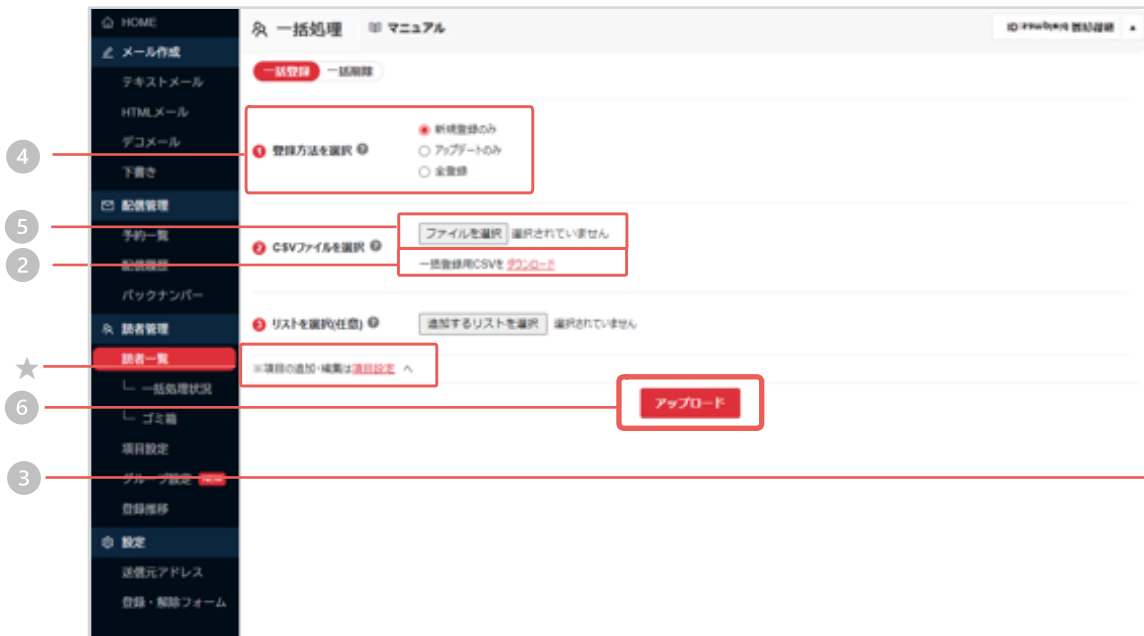 HOME
一括処理
マニュアル
メール作成
テキストメール
HTMLメール
デコメール
下書き
配信管理
予約一覧
配信履歴
バックナンバー
読者管理
読者一覧
一括処理状況
ゴミ箱
項目設定
グループ設定 NEW
登録推移
設定
送信元アドレス
登録・解除フォーム
一括登録 一括削除
4
1 登録方法を選択 ?
新規登録のみ
アップデートのみ
全登録
5
2 CSVファイルを選択 ?
ファイルを選択 選択されていません
2
一括登録用CSVを ダウンロード
3 リストを選択(任意) ?
追加するリストを選択 選択されていません
★
※項目の追加・編集は項目設定
6
アップロード
3